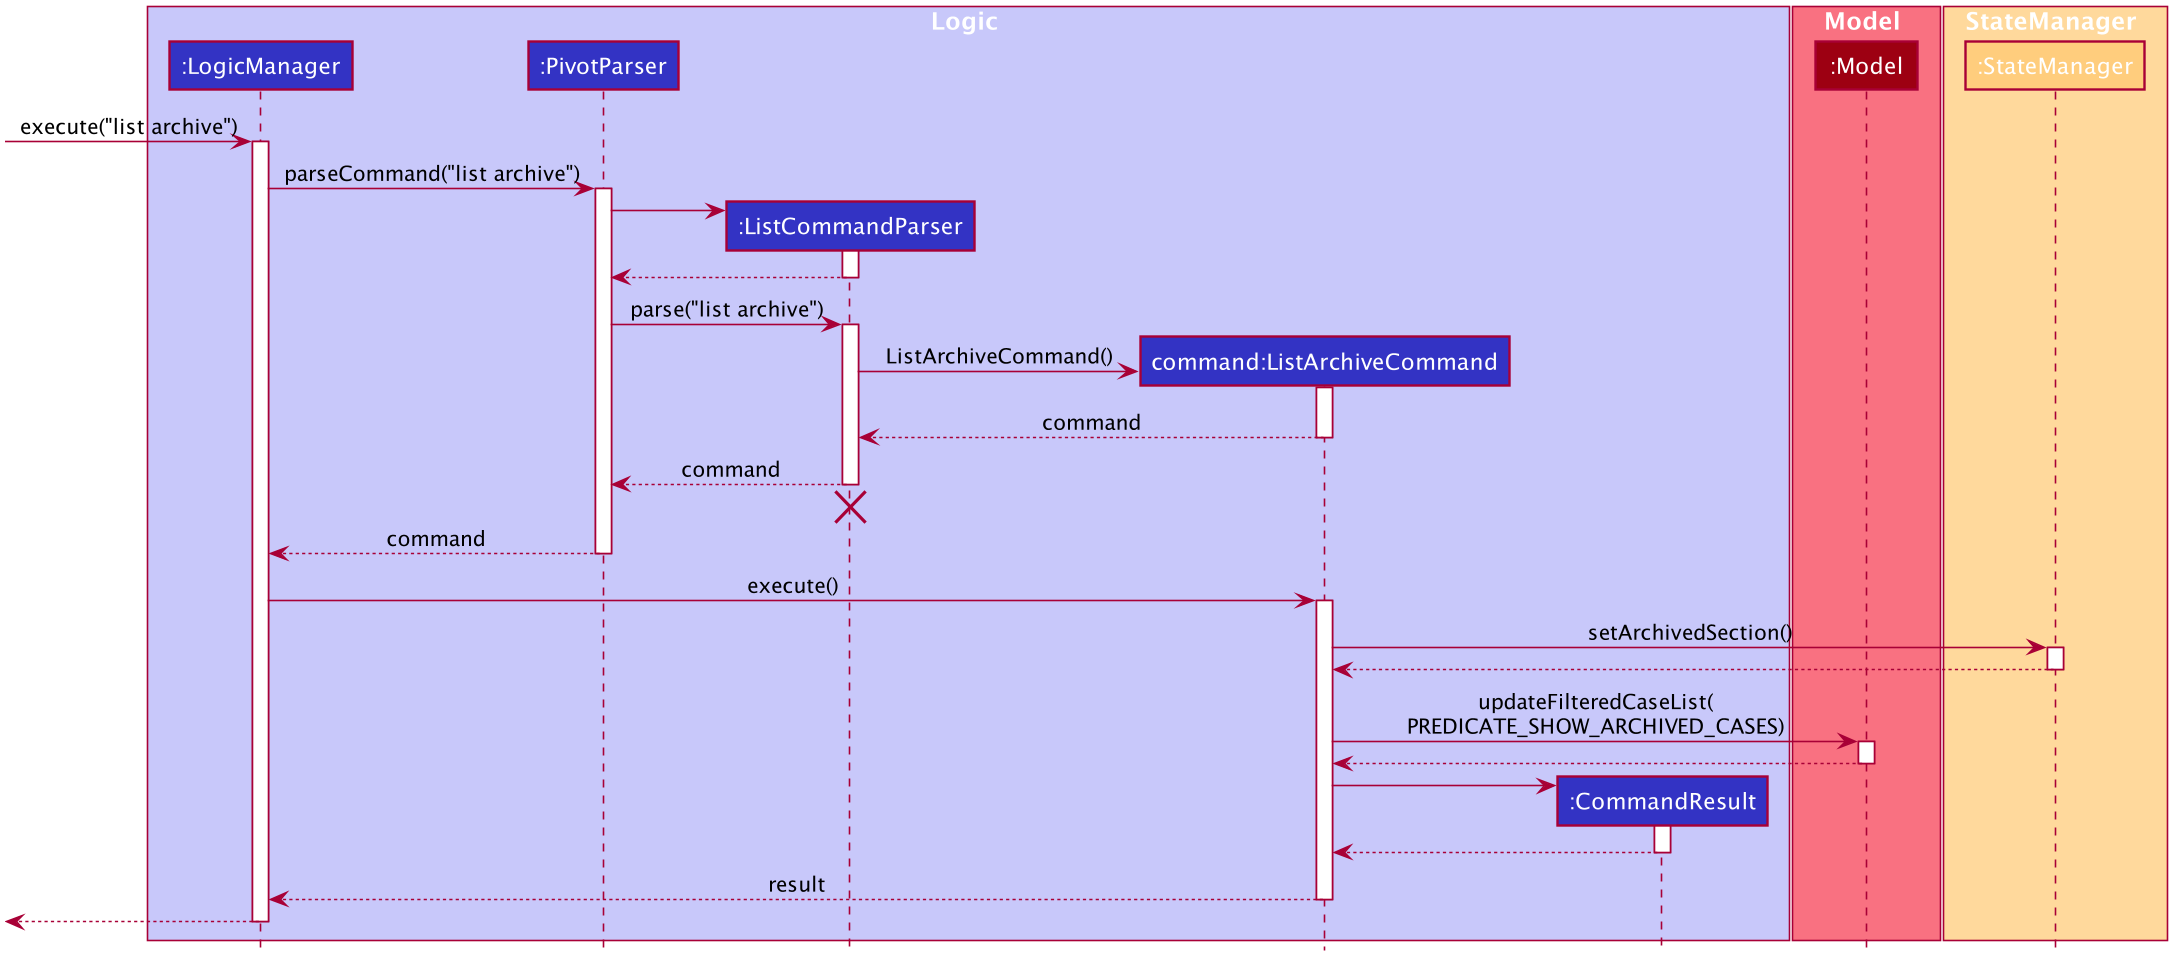 Logic
Model
StateManager
:LogicManager
:PivotParser
:Model
:StateManager
execute("list archive")
parseCommand("list archive")
:ListCommandParser
parse("list archive")
ListArchiveCommand()
command:ListArchiveCommand
command
command
command
execute()
setArchivedSection()
updateFilteredCaseList(
PREDICATE_SHOW_ARCHIVED_CASES)
:CommandResult
result